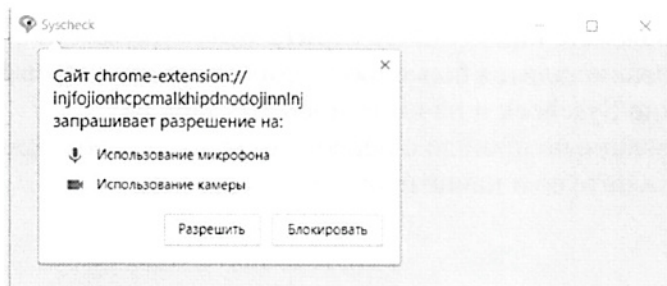 Syscheck
Сайт chrome-extension://
injfojionhcpcmalkhipdnodojinnlnj
запрашивает разрешение на:
Использование микрофона
Использование камеры
Разрешить Блокировать